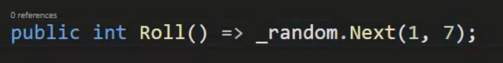 0 references
public int Roll() => _random.Next(1, 7);